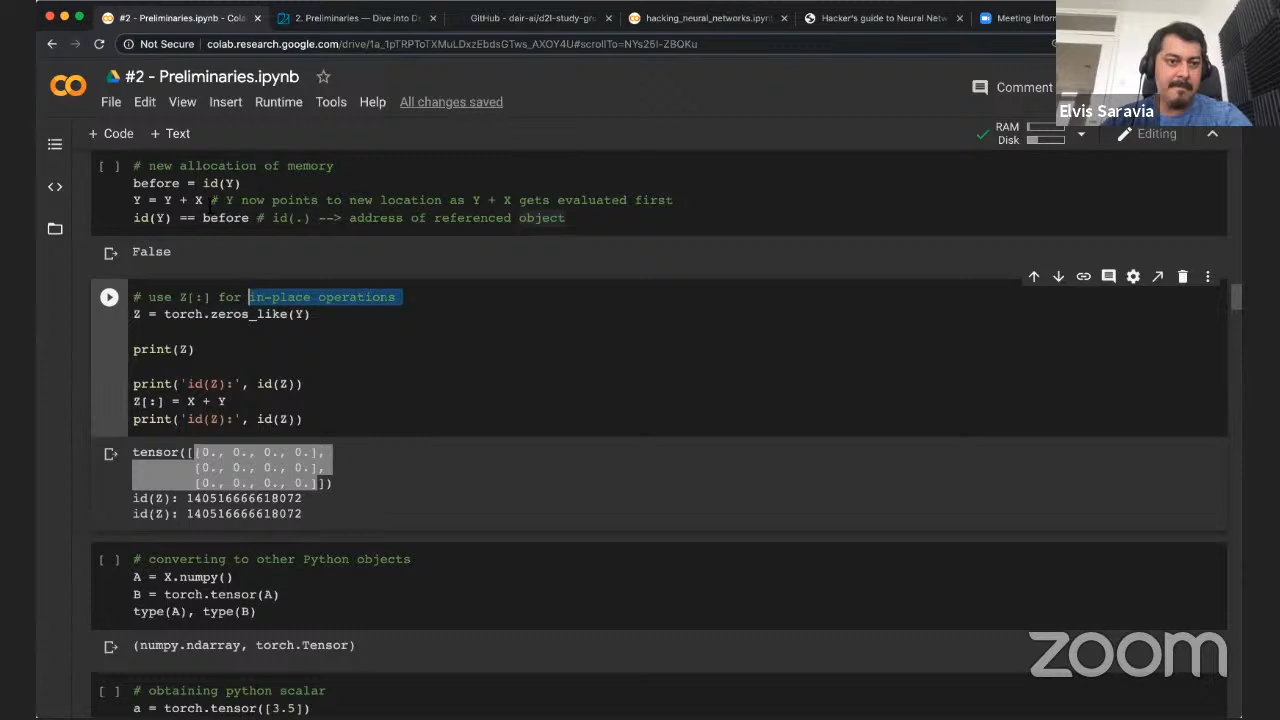 #2 - Preliminaries.ipynb - Cola
2. Preliminaries — Dive into D
GitHub - dair-ai/d2l-study-gro
hacking_neural_networks.ipynt
Hacker's guide to Neural Netw
Meeting Inform
Not Secure
colab.research.google.com/drive/1a_1pTRPToTXMuLDxzEbdsGTws_AXOY4U#scrollTo=NYs26I-ZBQKu
#2 - Preliminaries.ipynb
File Edit View Insert Runtime Tools Help All changes saved
Comment
Elvis Saravia
+ Code + Text
RAM
Disk
Editing
[ ] # new allocation of memory
before = id(Y)
Y = Y + X # Y now points to new location as Y + X gets evaluated first
id(Y) == before # id(.) --> address of referenced object
False
# use Z[:] for in-place operations
Z = torch.zeros_like(Y)
print(Z)
print('id(Z):', id(Z))
Z[:] = X + Y
print('id(Z):', id(Z))
tensor([[0., 0., 0., 0.],
[0., 0., 0., 0.],
[0., 0., 0., 0.]])
id(Z): 140516666618072
id(Z): 140516666618072
[ ] # converting to other Python objects
A = X.numpy()
B = torch.tensor(A)
type(A), type(B)
(numpy.ndarray, torch.Tensor)
[ ] # obtaining python scalar
a = torch.tensor([3.5])
zoom